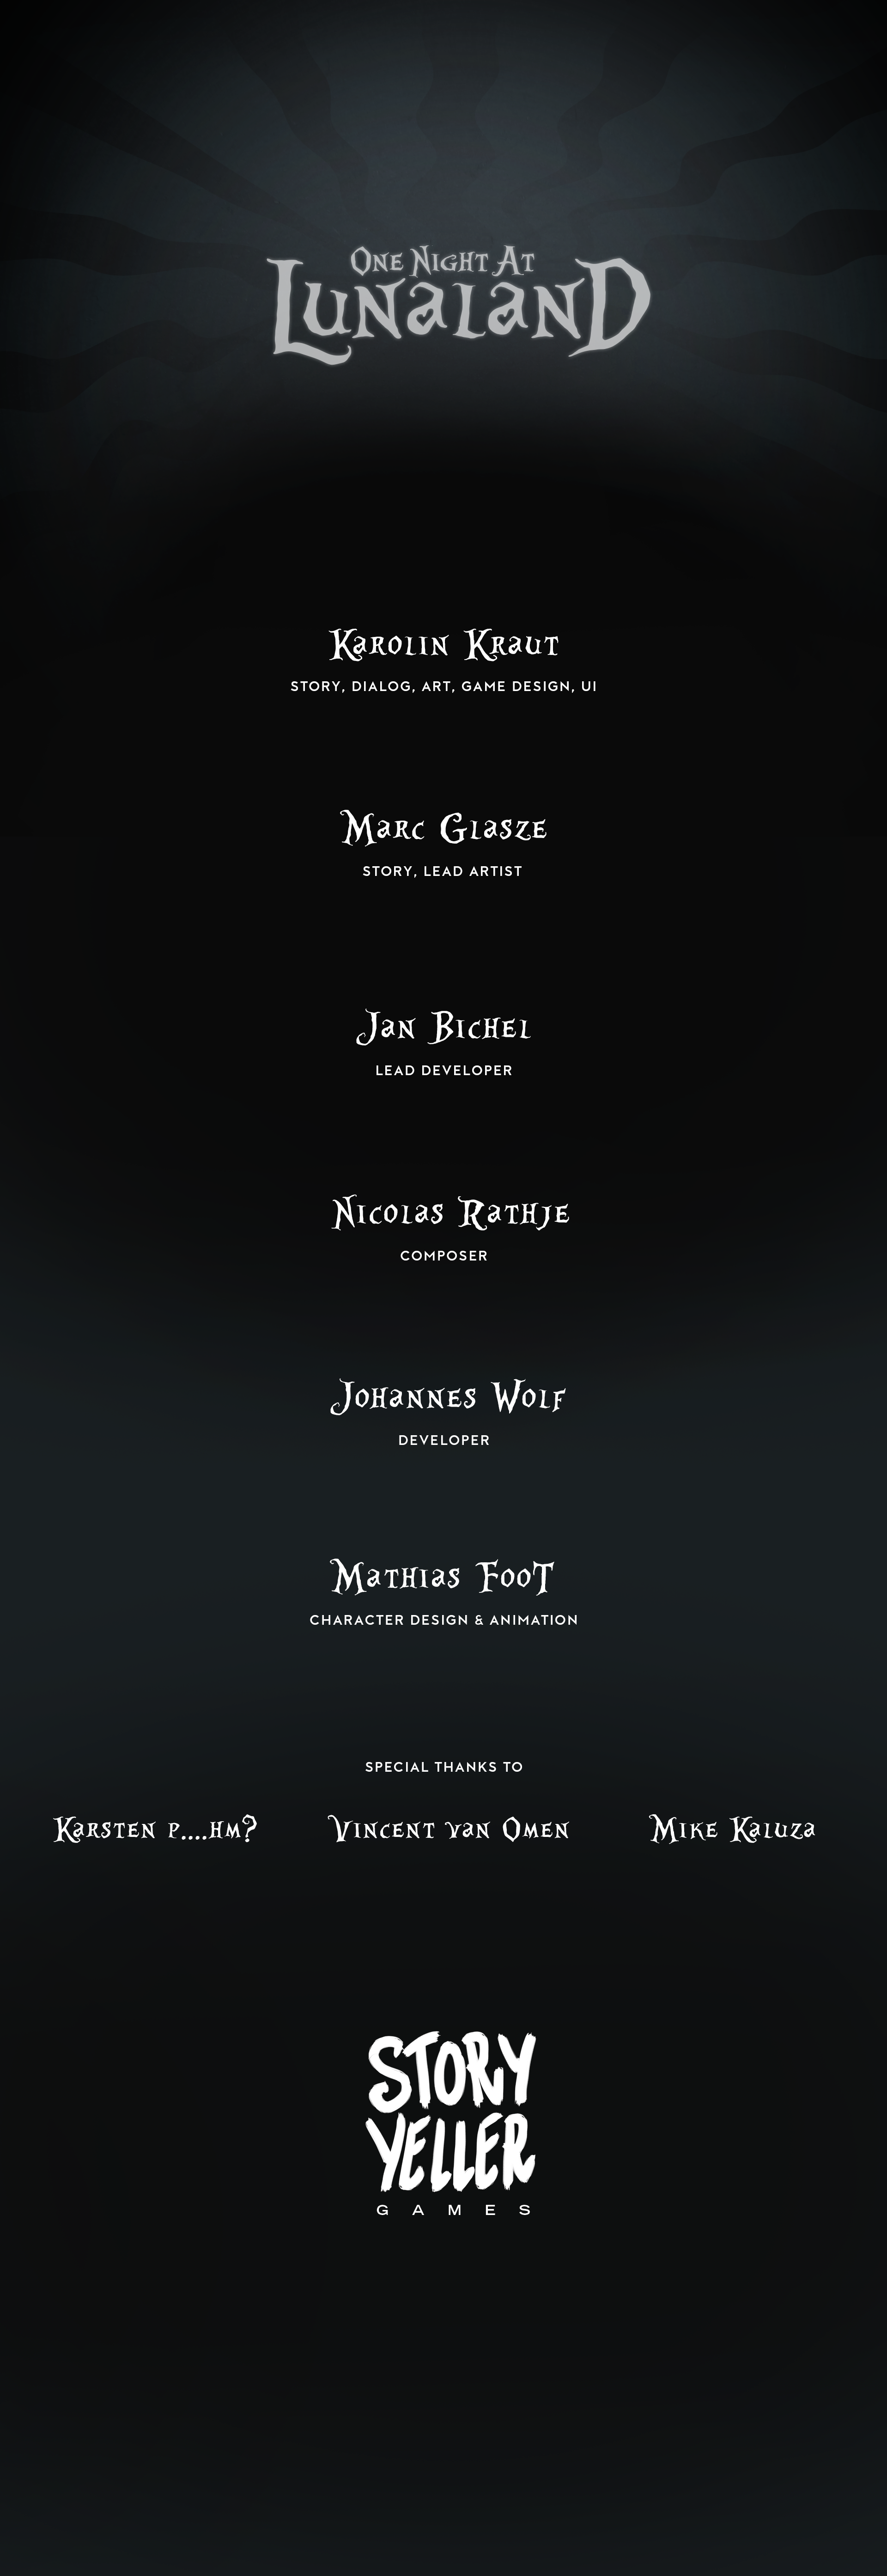 One Night At
Lunaland
Karolin Kraut
STORY, DIALOG, ART, GAME DESIGN, UI
Marc Glasze
STORY, LEAD ARTIST
Jan Bichel
LEAD DEVELOPER
Nicolas Rathje
COMPOSER
Johannes Wolf
DEVELOPER
Mathias Foot
CHARACTER DESIGN & ANIMATION
SPECIAL THANKS TO
Karsten p....hm? Vincent van Omen Mike Kaluza
STORY
YELLER
GAMES